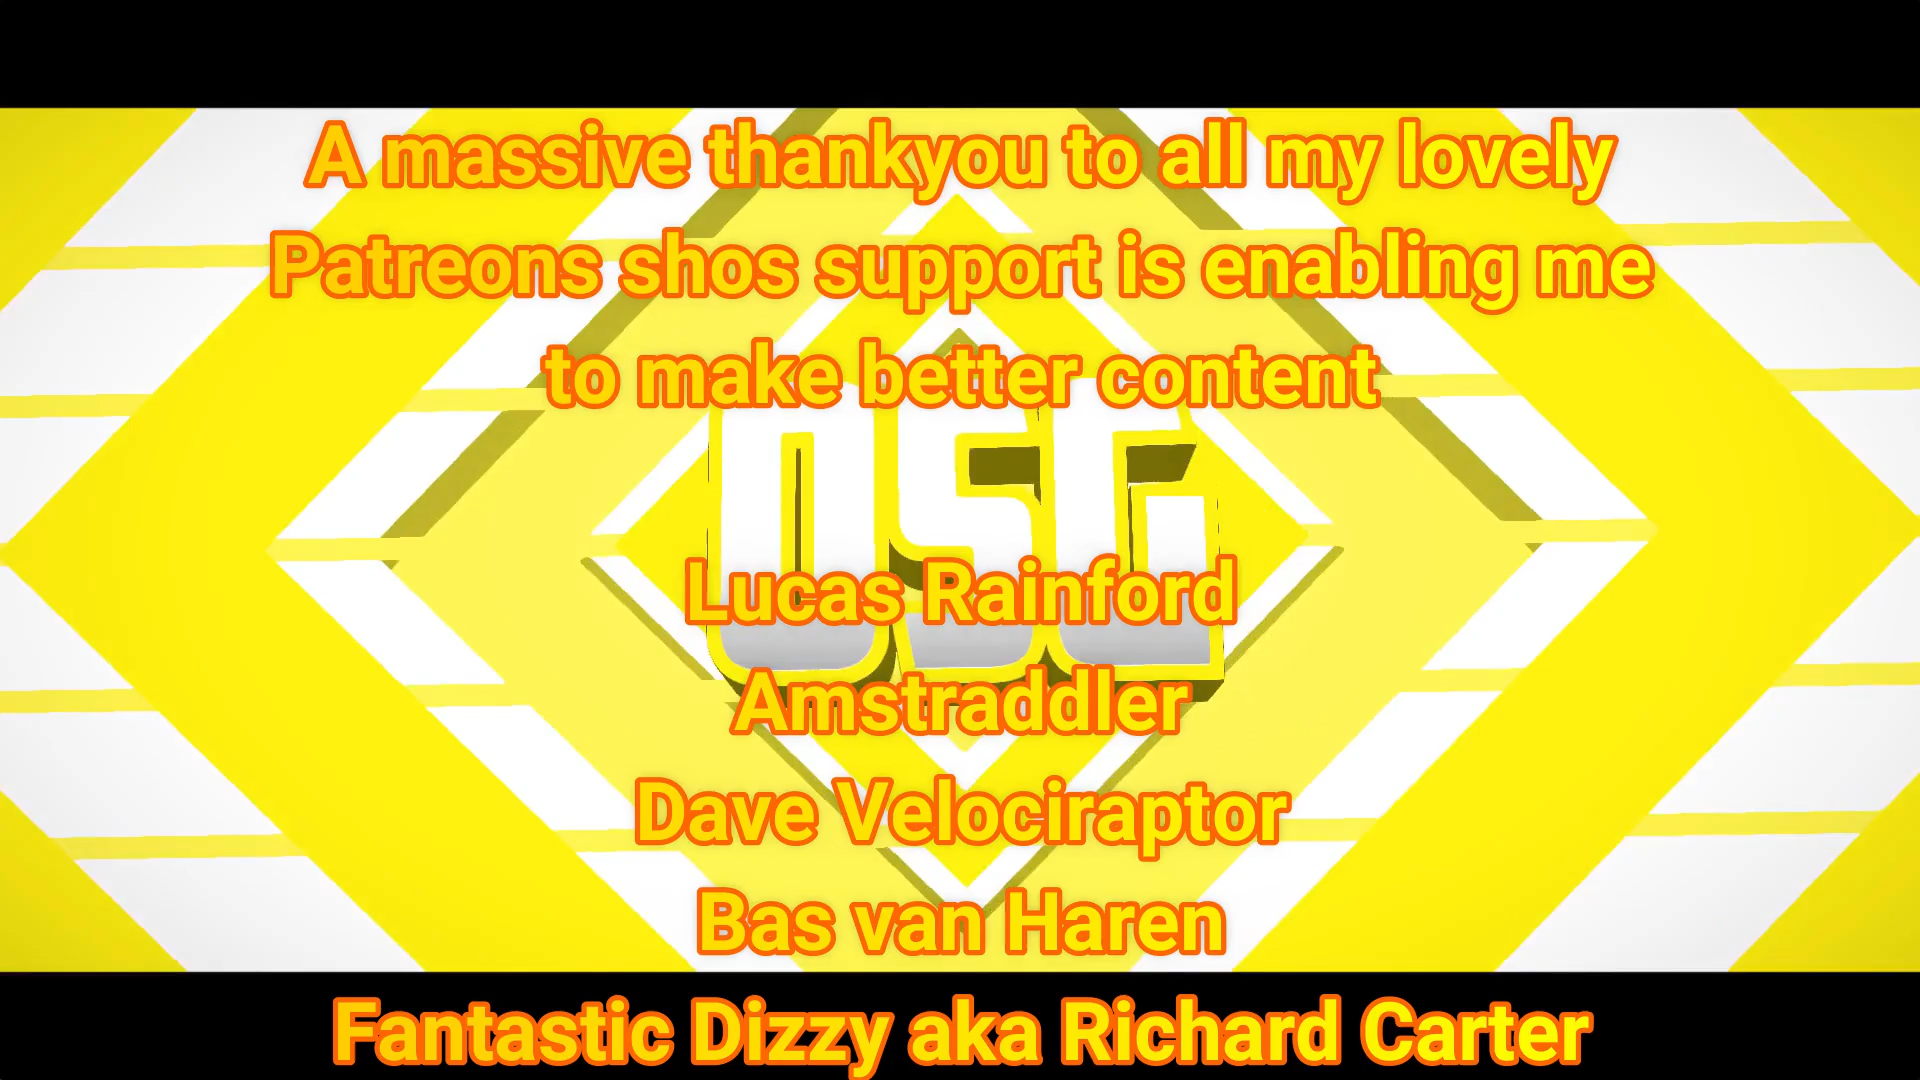 A massive thankyou to all my lovely
Patreons shos support is enabling me
to make better content
OSG
Lucas Rainford
Amstraddler
Dave Velociraptor
Bas van Haren
Fantastic Dizzy aka Richard Carter